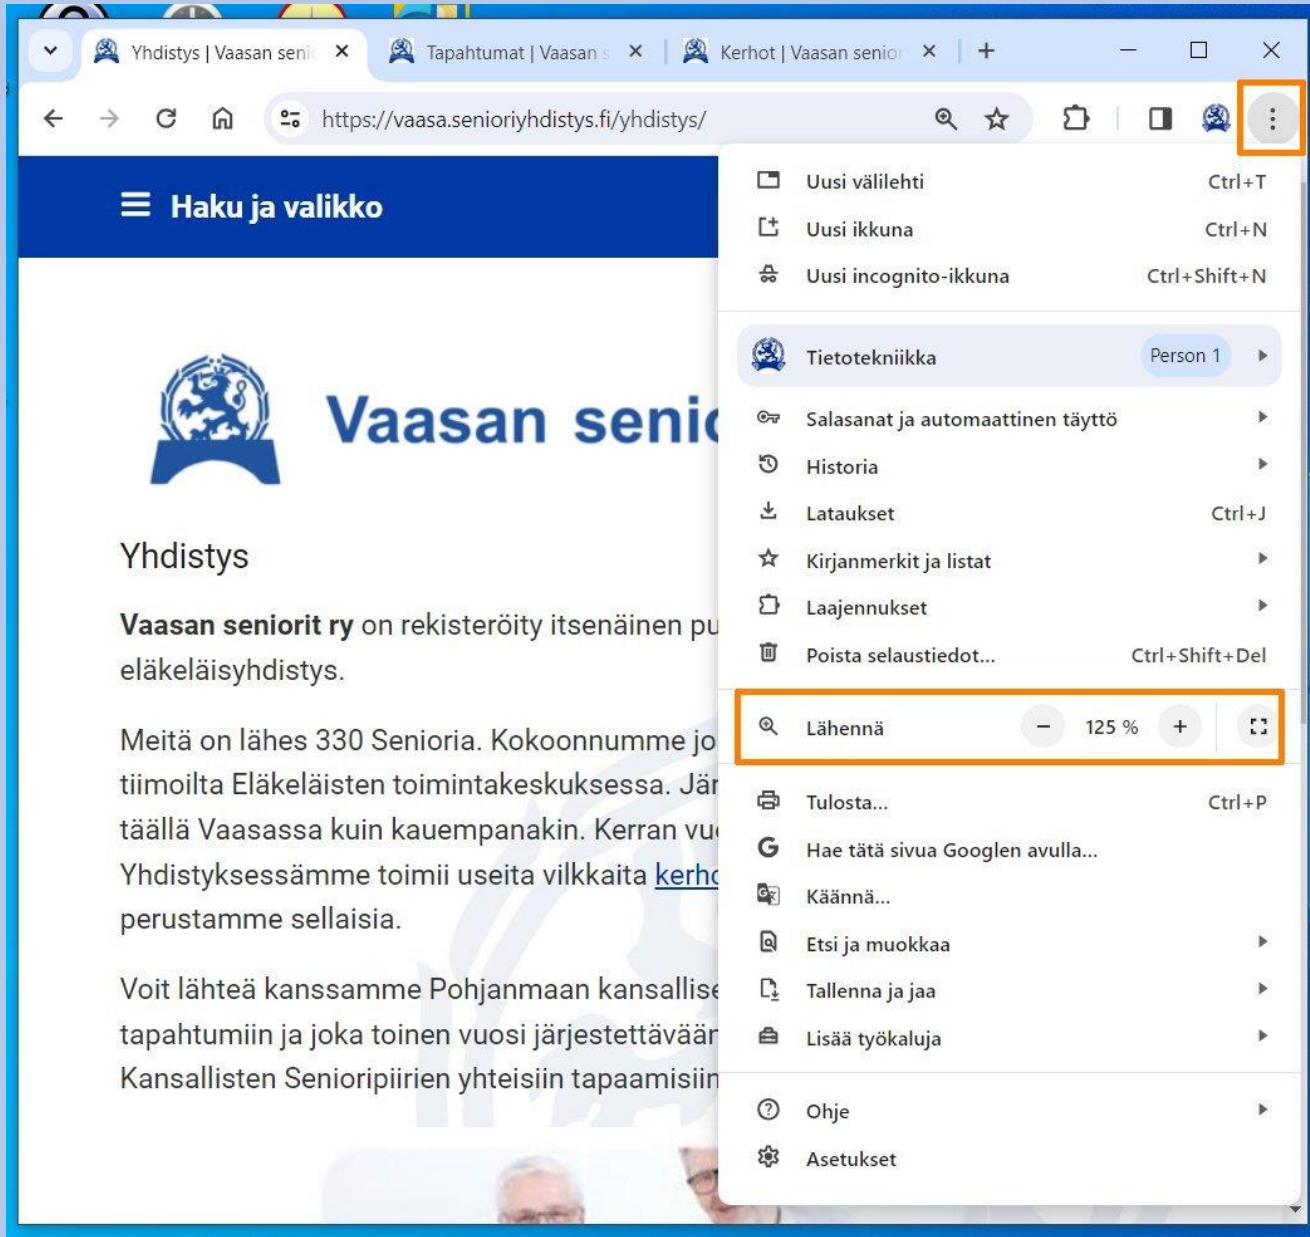 Yhdistys | Vaasan seni
Tapahtumat | Vaasan s
Kerhot | Vaasan senior
https://vaasa.senioriyhdistys.fi/yhdistys/
Haku ja valikko
Vaasan senio
Yhdistys
Vaasan seniorit ry on rekisteröity itsenäinen pu
eläkeläisyhdistys.
Meitä on lähes 330 Senioria. Kokoonnumme jo
tiimoilta Eläkeläisten toimintakeskuksessa. Jär
täällä Vaasassa kuin kauempanakin. Kerran vu
Yhdistyksessämme toimii useita vilkkaita kerho
perustamme sellaisia.
Voit lähteä kanssamme Pohjanmaan kansallise
tapahtumiin ja joka toinen vuosi järjestettävään
Kansallisten Senioripiirien yhteisiin tapaamisiin
Uusi välilehti Ctrl+T
Uusi ikkuna Ctrl+N
Uusi incognito-ikkuna Ctrl+Shift+N
Tietotekniikka Person 1
Salasanat ja automaattinen täyttö
Historia
Lataukset Ctrl+J
Kirjanmerkit ja listat
Laajennukset
Poista selaustiedot... Ctrl+Shift+Del
Lähennä − 125 % +
Tulosta... Ctrl+P
Hae tätä sivua Googlen avulla...
Käännä...
Etsi ja muokkaa
Tallenna ja jaa
Lisää työkaluja
Ohje
Asetukset